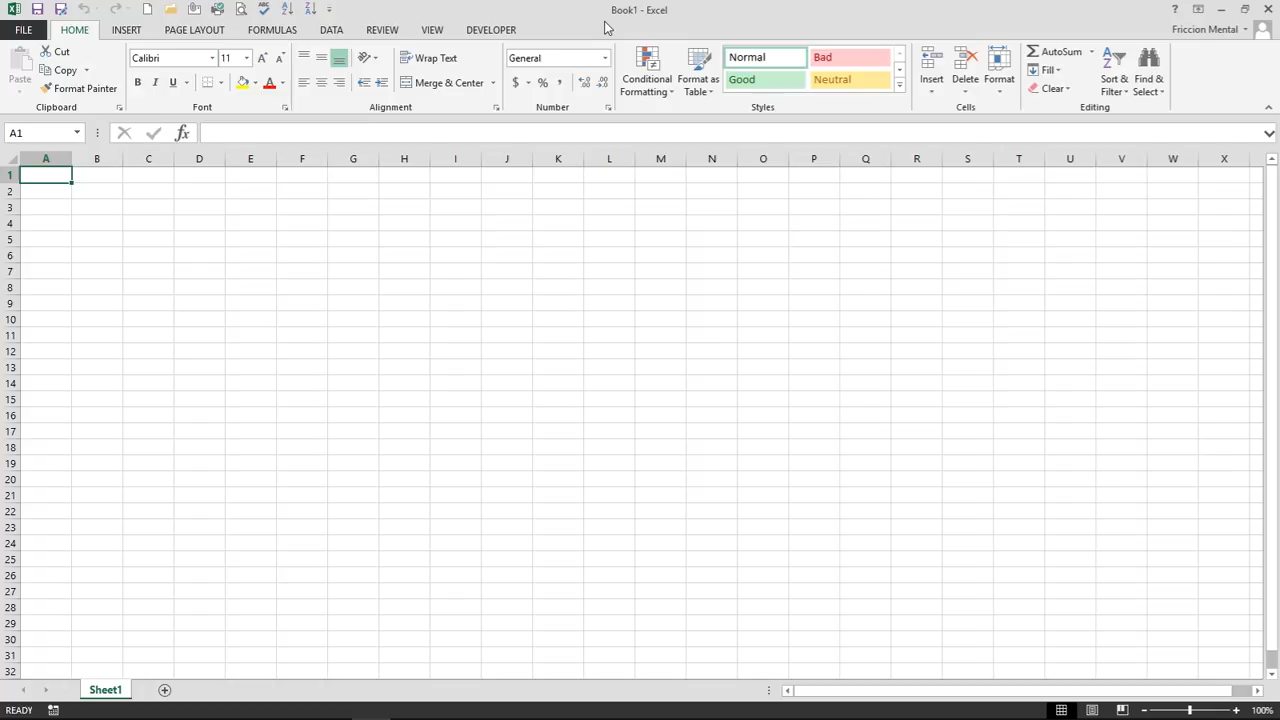 Book1 - Excel
FILE HOME INSERT PAGE LAYOUT FORMULAS DATA REVIEW VIEW DEVELOPER Friccion Mental
Cut
Copy
Format Painter
Paste
Clipboard
Calibri 11
B I U
Font
Wrap Text
Merge & Center
Alignment
General
$ % ,
Number
Conditional Formatting
Format as Table
Normal Bad
Good Neutral
Styles
Insert Delete Format
Cells
AutoSum
Fill
Clear
Sort & Filter
Find & Select
Editing
A1 fx
A B C D E F G H I J K L M N O P Q R S T U V W X
1
2
3
4
5
6
7
8
9
10
11
12
13
14
15
16
17
18
19
20
21
22
23
24
25
26
27
28
29
30
31
32
Sheet1
READY 100%